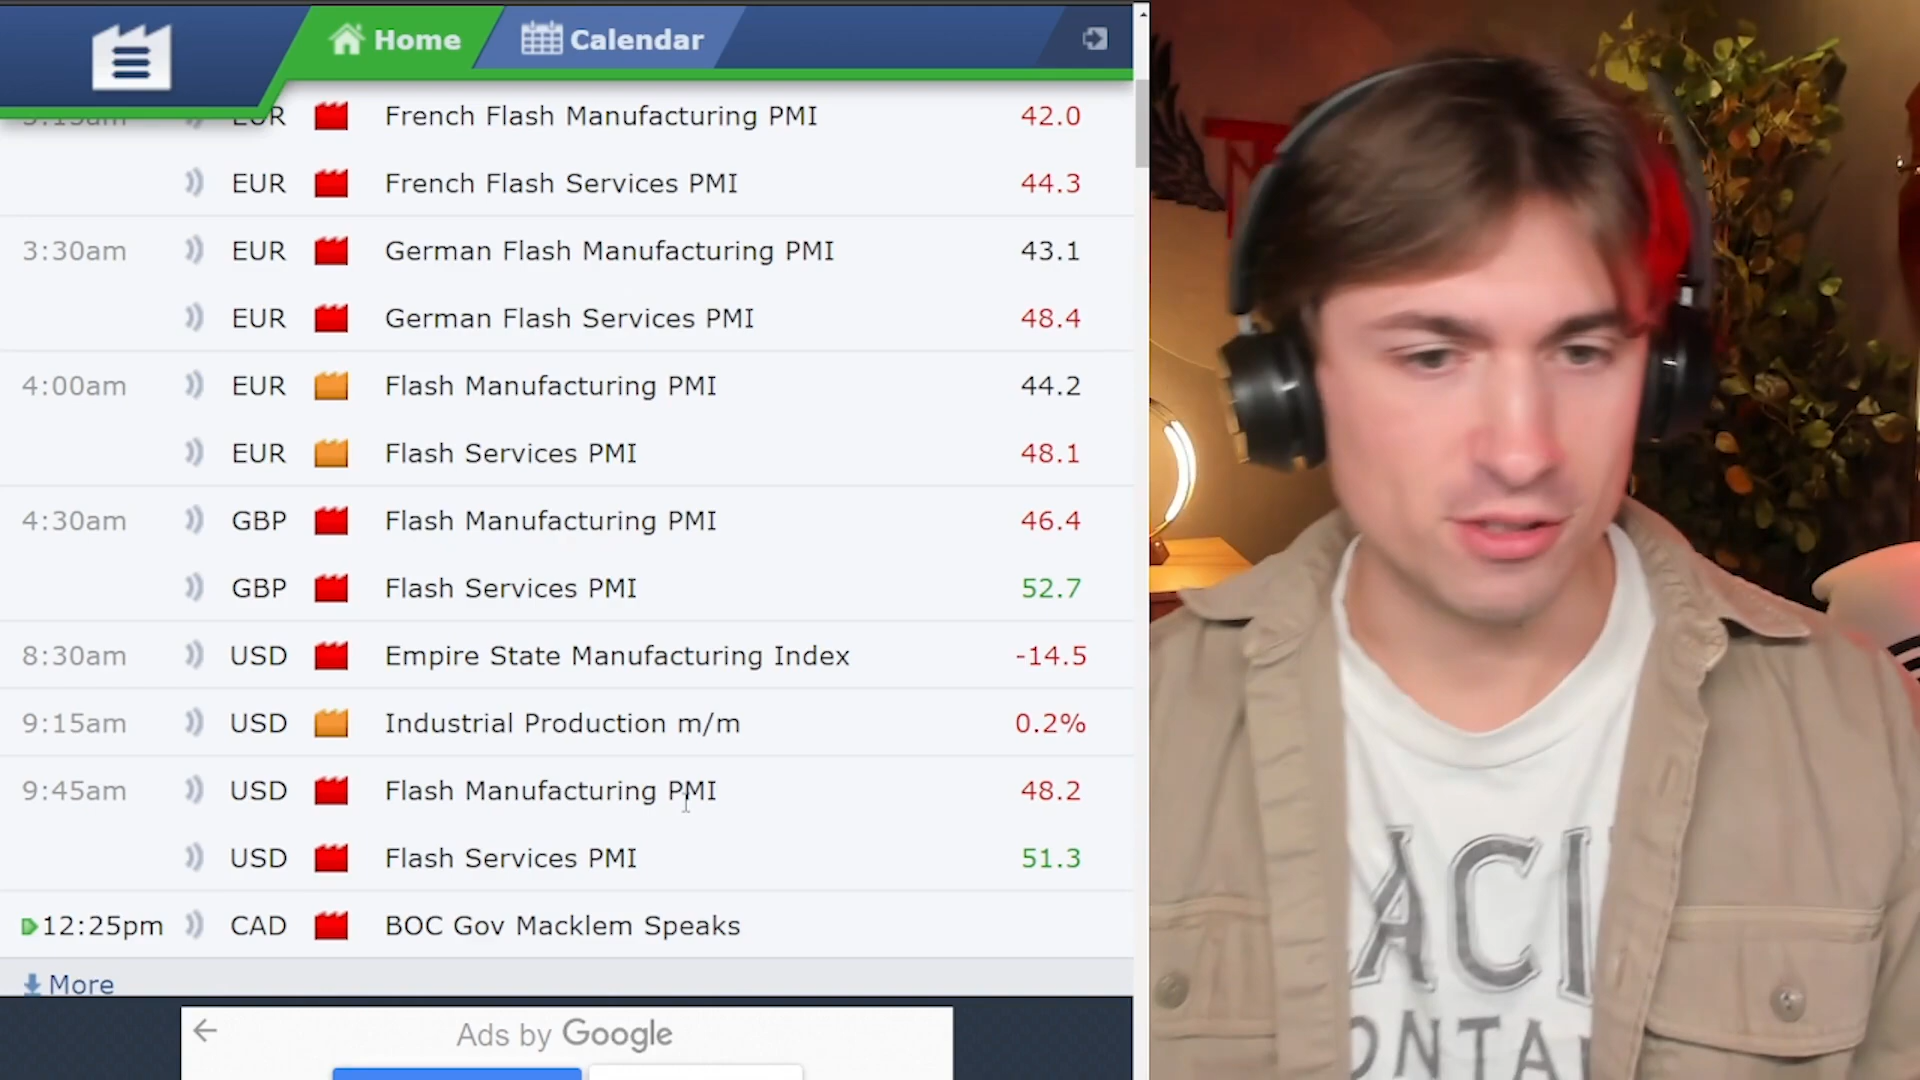 Home Calendar
EUR French Flash Manufacturing PMI 42.0
EUR French Flash Services PMI 44.3
3:30am EUR German Flash Manufacturing PMI 43.1
EUR German Flash Services PMI 48.4
4:00am EUR Flash Manufacturing PMI 44.2
EUR Flash Services PMI 48.1
4:30am GBP Flash Manufacturing PMI 46.4
GBP Flash Services PMI 52.7
8:30am USD Empire State Manufacturing Index -14.5
9:15am USD Industrial Production m/m 0.2%
9:45am USD Flash Manufacturing PMI 48.2
USD Flash Services PMI 51.3
12:25pm CAD BOC Gov Macklem Speaks
More
Ads by Google